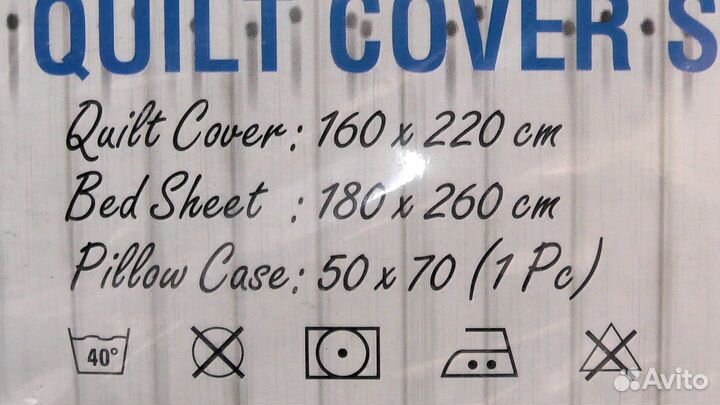 QUILT COVER S
Quilt Cover: 160 x 220 cm
Bed Sheet : 180 x 260 cm
Pillow Case: 50 x 70 (1 Pc)
40°
Avito